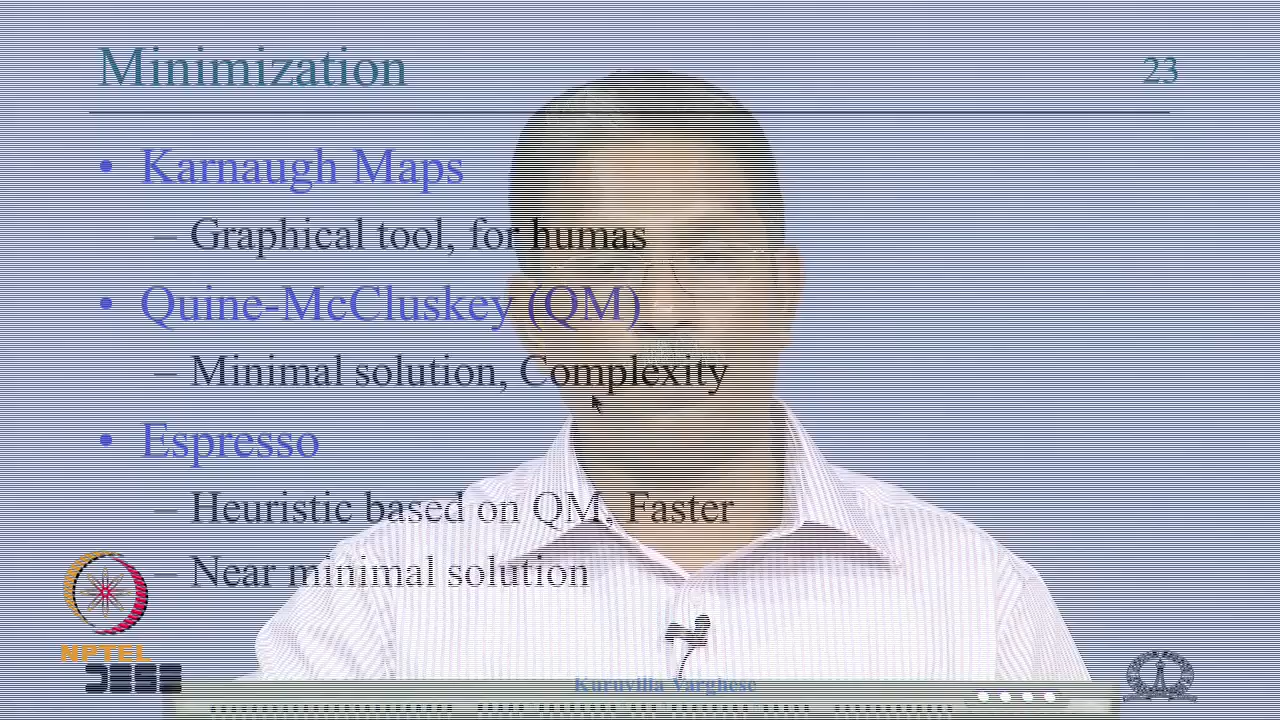 Minimization 23
• Karnaugh Maps
– Graphical tool, for humas
• Quine-McCluskey (QM)
– Minimal solution, Complexity
• Espresso
– Heuristic based on QM, Faster
– Near minimal solution
NPTEL
Kuruvilla Varghese